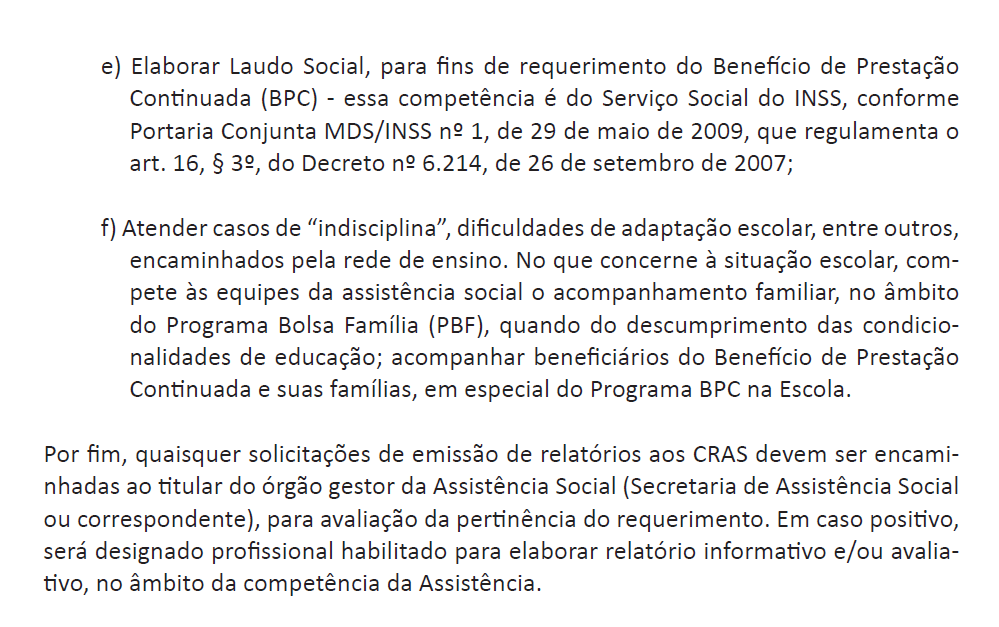 e) Elaborar Laudo Social, para fins de requerimento do Benefício de Prestação
Continuada (BPC) - essa competência é do Serviço Social do INSS, conforme
Portaria Conjunta MDS/INSS nº 1, de 29 de maio de 2009, que regulamenta o
art. 16, § 3º, do Decreto nº 6.214, de 26 de setembro de 2007;
f) Atender casos de “indisciplina”, dificuldades de adaptação escolar, entre outros,
encaminhados pela rede de ensino. No que concerne à situação escolar, com-
pete às equipes da assistência social o acompanhamento familiar, no âmbito
do Programa Bolsa Família (PBF), quando do descumprimento das condicio-
nalidades de educação; acompanhar beneficiários do Benefício de Prestação
Continuada e suas famílias, em especial do Programa BPC na Escola.
Por fim, quaisquer solicitações de emissão de relatórios aos CRAS devem ser encami-
nhadas ao titular do órgão gestor da Assistência Social (Secretaria de Assistência Social
ou correspondente), para avaliação da pertinência do requerimento. Em caso positivo,
será designado profissional habilitado para elaborar relatório informativo e/ou avalia-
tivo, no âmbito da competência da Assistência.